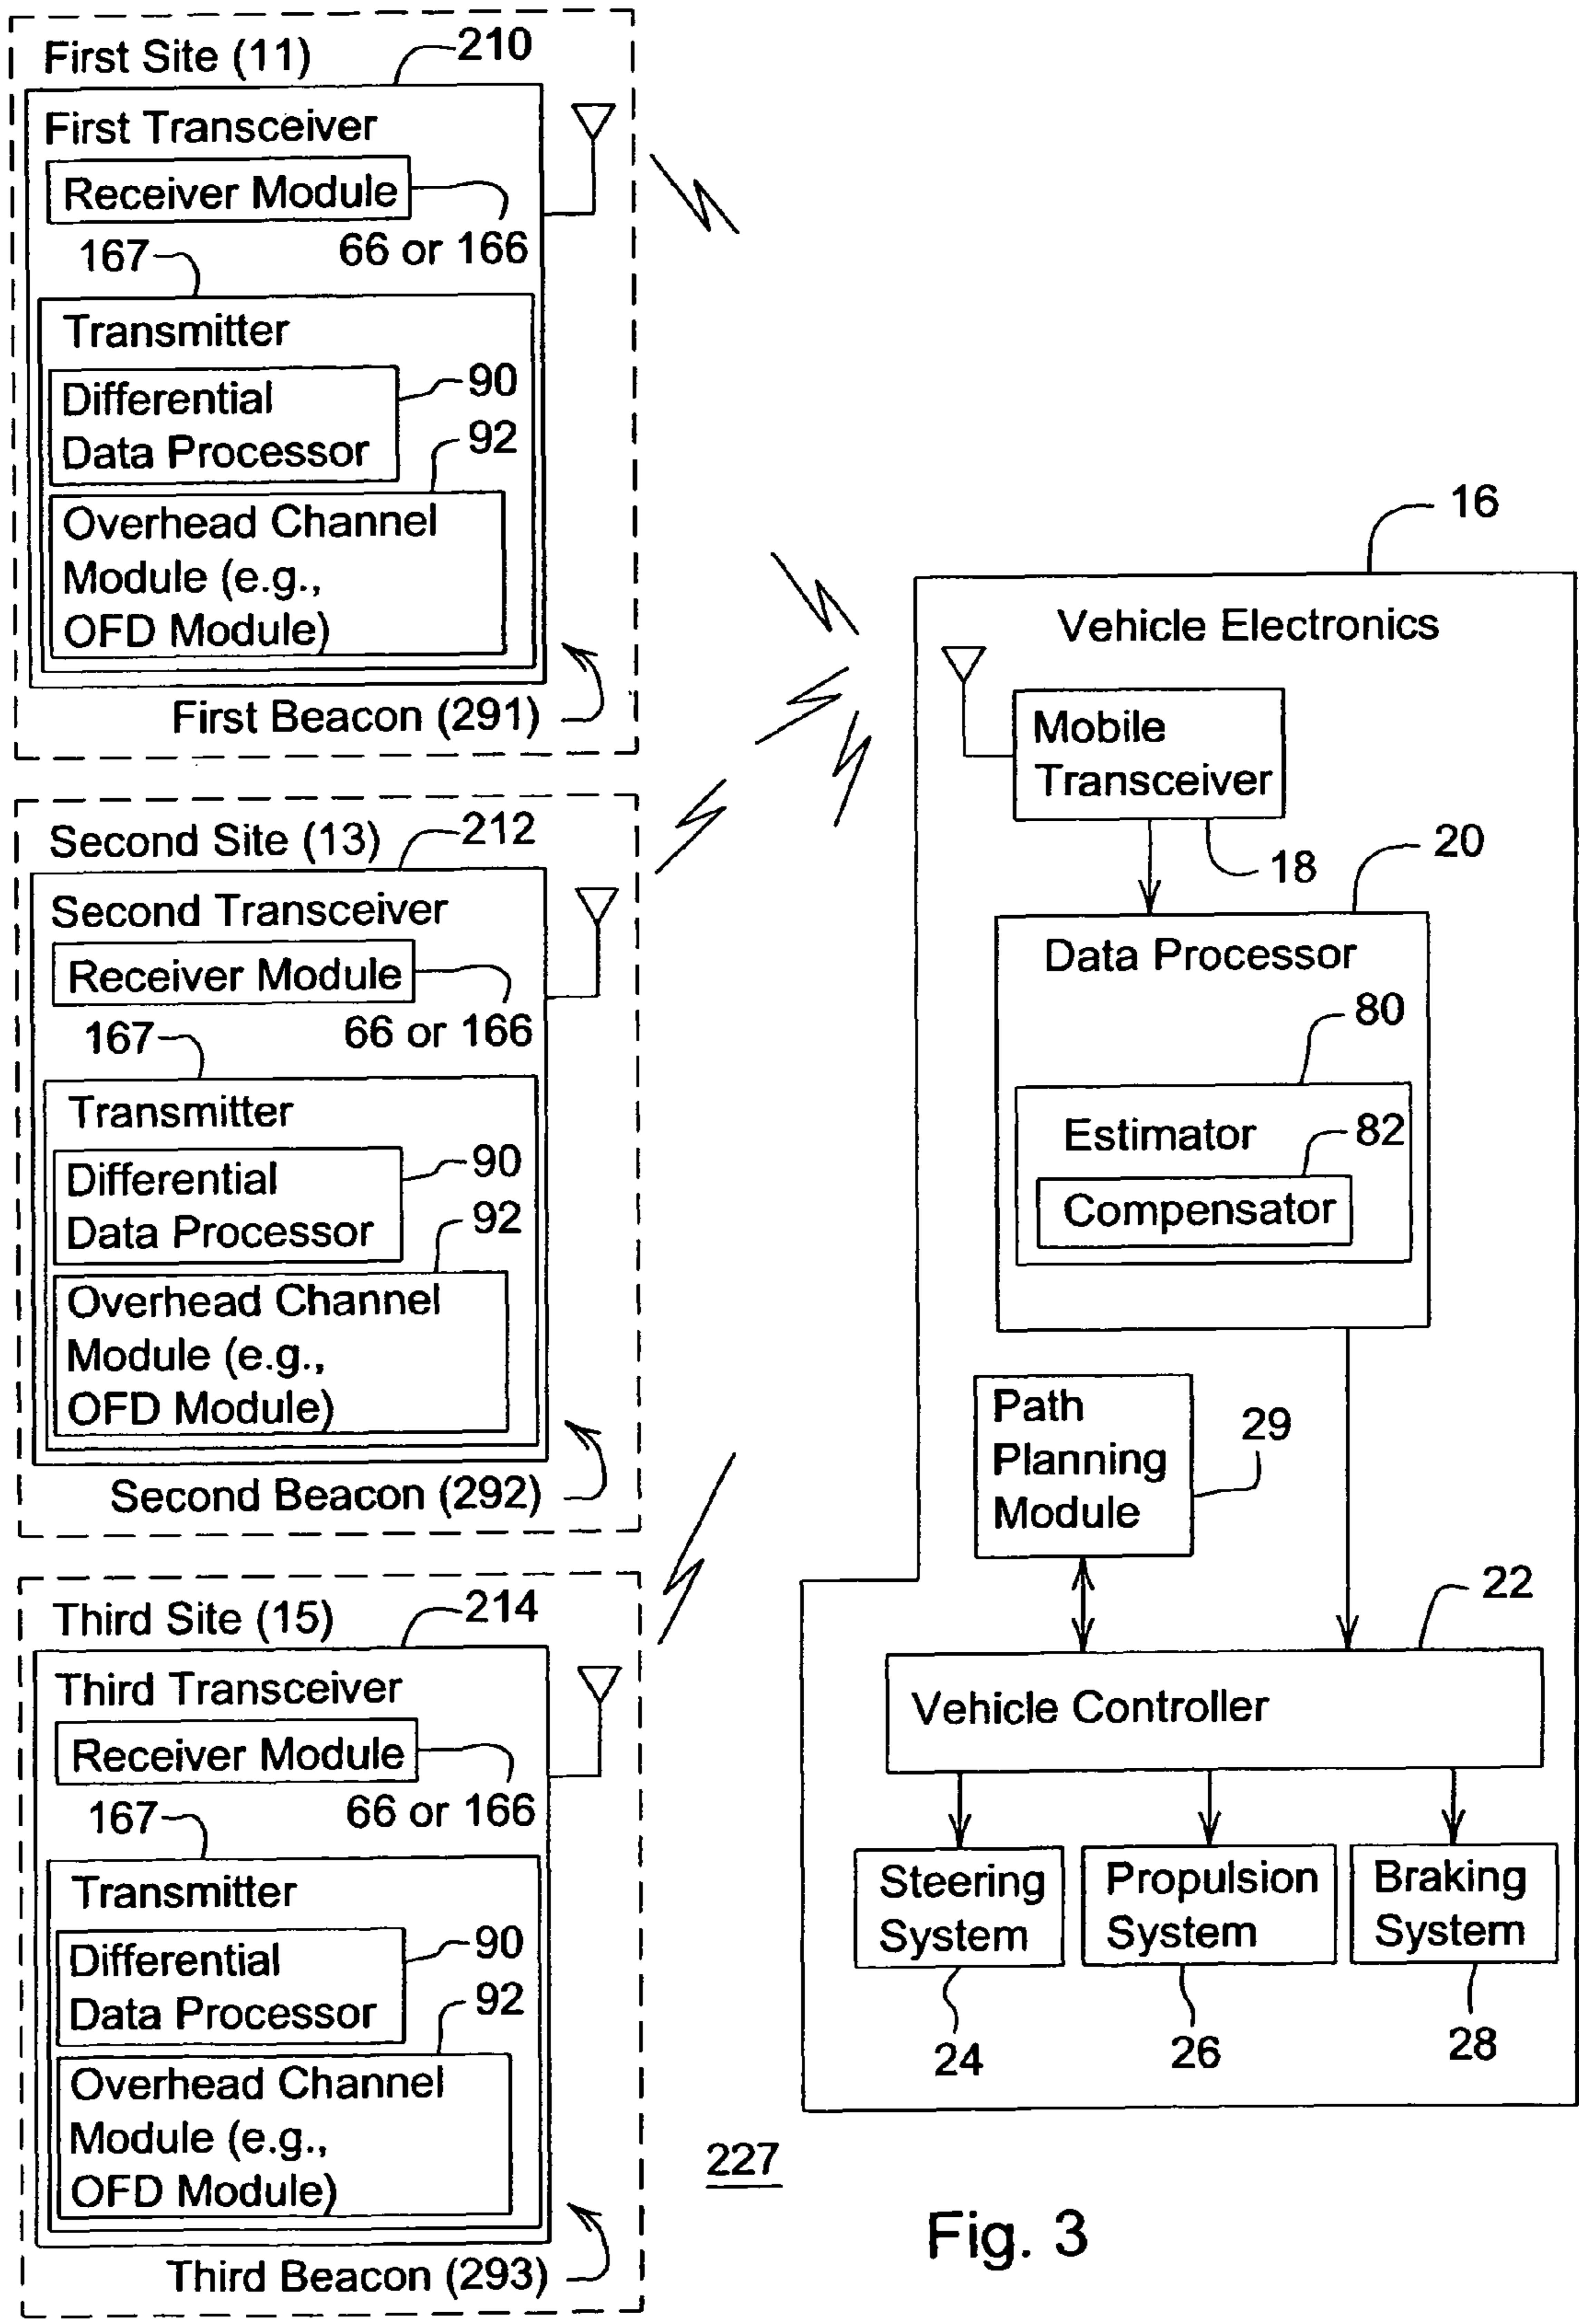 First Site (11)
210
First Transceiver
Receiver Module
66 or 166
167
Transmitter
Differential
Data Processor
90
92
Overhead Channel
Module (e.g.,
OFD Module)
First Beacon (291)
Second Site (13)
212
Second Transceiver
Receiver Module
66 or 166
167
Transmitter
Differential
Data Processor
90
92
Overhead Channel
Module (e.g.,
OFD Module)
Second Beacon (292)
Third Site (15)
214
Third Transceiver
Receiver Module
66 or 166
167
Transmitter
Differential
Data Processor
90
92
Overhead Channel
Module (e.g.,
OFD Module)
Third Beacon (293)
16
Vehicle Electronics
Mobile
Transceiver
18
20
Data Processor
80
Estimator
82
Compensator
Path
Planning
Module
29
22
Vehicle Controller
Steering
System
24
Propulsion
System
26
Braking
System
28
227
Fig. 3